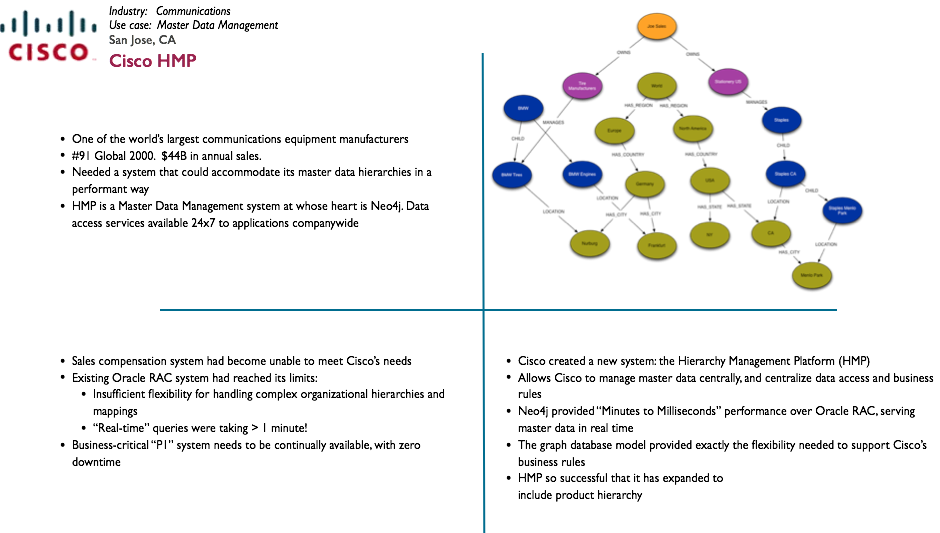 CISCO
Industry: Communications
Use case: Master Data Management
San Jose, CA
Cisco HMP
• One of the world's largest communications equipment manufacturers
• #91 Global 2000. $44B in annual sales.
• Needed a system that could accommodate its master data hierarchies in a
performant way
• HMP is a Master Data Management system at whose heart is Neo4j. Data
access services available 24x7 to applications companywide
Joe Sales
OWNS
OWNS
Tire
Manufacturers
World
Stationery US
MANAGES
HAS_REGION
HAS_REGION
BMW
MANAGES
Staples
Europe
North America
CHILD
CHILD
HAS_COUNTRY
HAS_COUNTRY
BMW Tires
BMW Engines
Germany
USA
Staples CA
CHILD
LOCATION
LOCATION
HAS_CITY
HAS_CITY
HAS_STATE
HAS_STATE
LOCATION
Staples Menlo
Park
Frankfurt
CA
LOCATION
HAS_CITY
Menlo Park
• Sales compensation system had become unable to meet Cisco's needs
• Existing Oracle RAC system had reached its limits:
• Insufficient flexibility for handling complex organizational hierarchies and
mappings
• "Real-time" queries were taking > 1 minute!
• Business-critical "P1" system needs to be continually available, with zero
downtime
• Cisco created a new system: the Hierarchy Management Platform (HMP)
• Allows Cisco to manage master data centrally, and centralize data access and business
rules
• Neo4j provided "Minutes to Milliseconds" performance over Oracle RAC, serving
master data in real time
• The graph database model provided exactly the flexibility needed to support Cisco's
business rules
• HMP so successful that it has expanded to
include product hierarchy